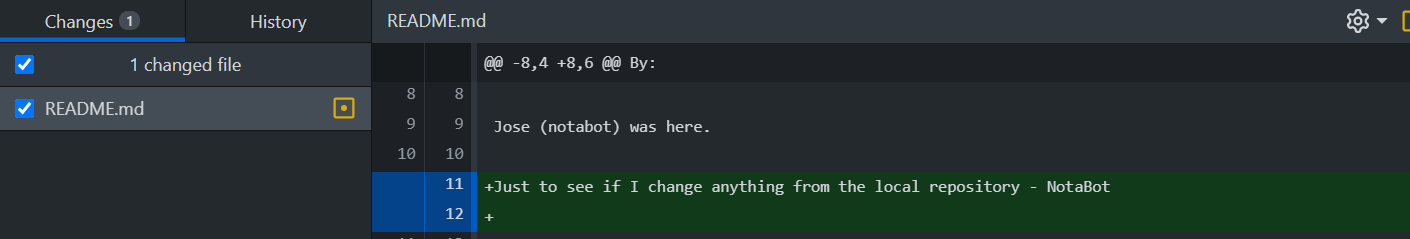 Changes 1
History
README.md
1 changed file
README.md
@@ -8,4 +8,6 @@ By:
8 8
9 9 Jose (notabot) was here.
10 10
11 +Just to see if I change anything from the local repository - NotaBot
12 +